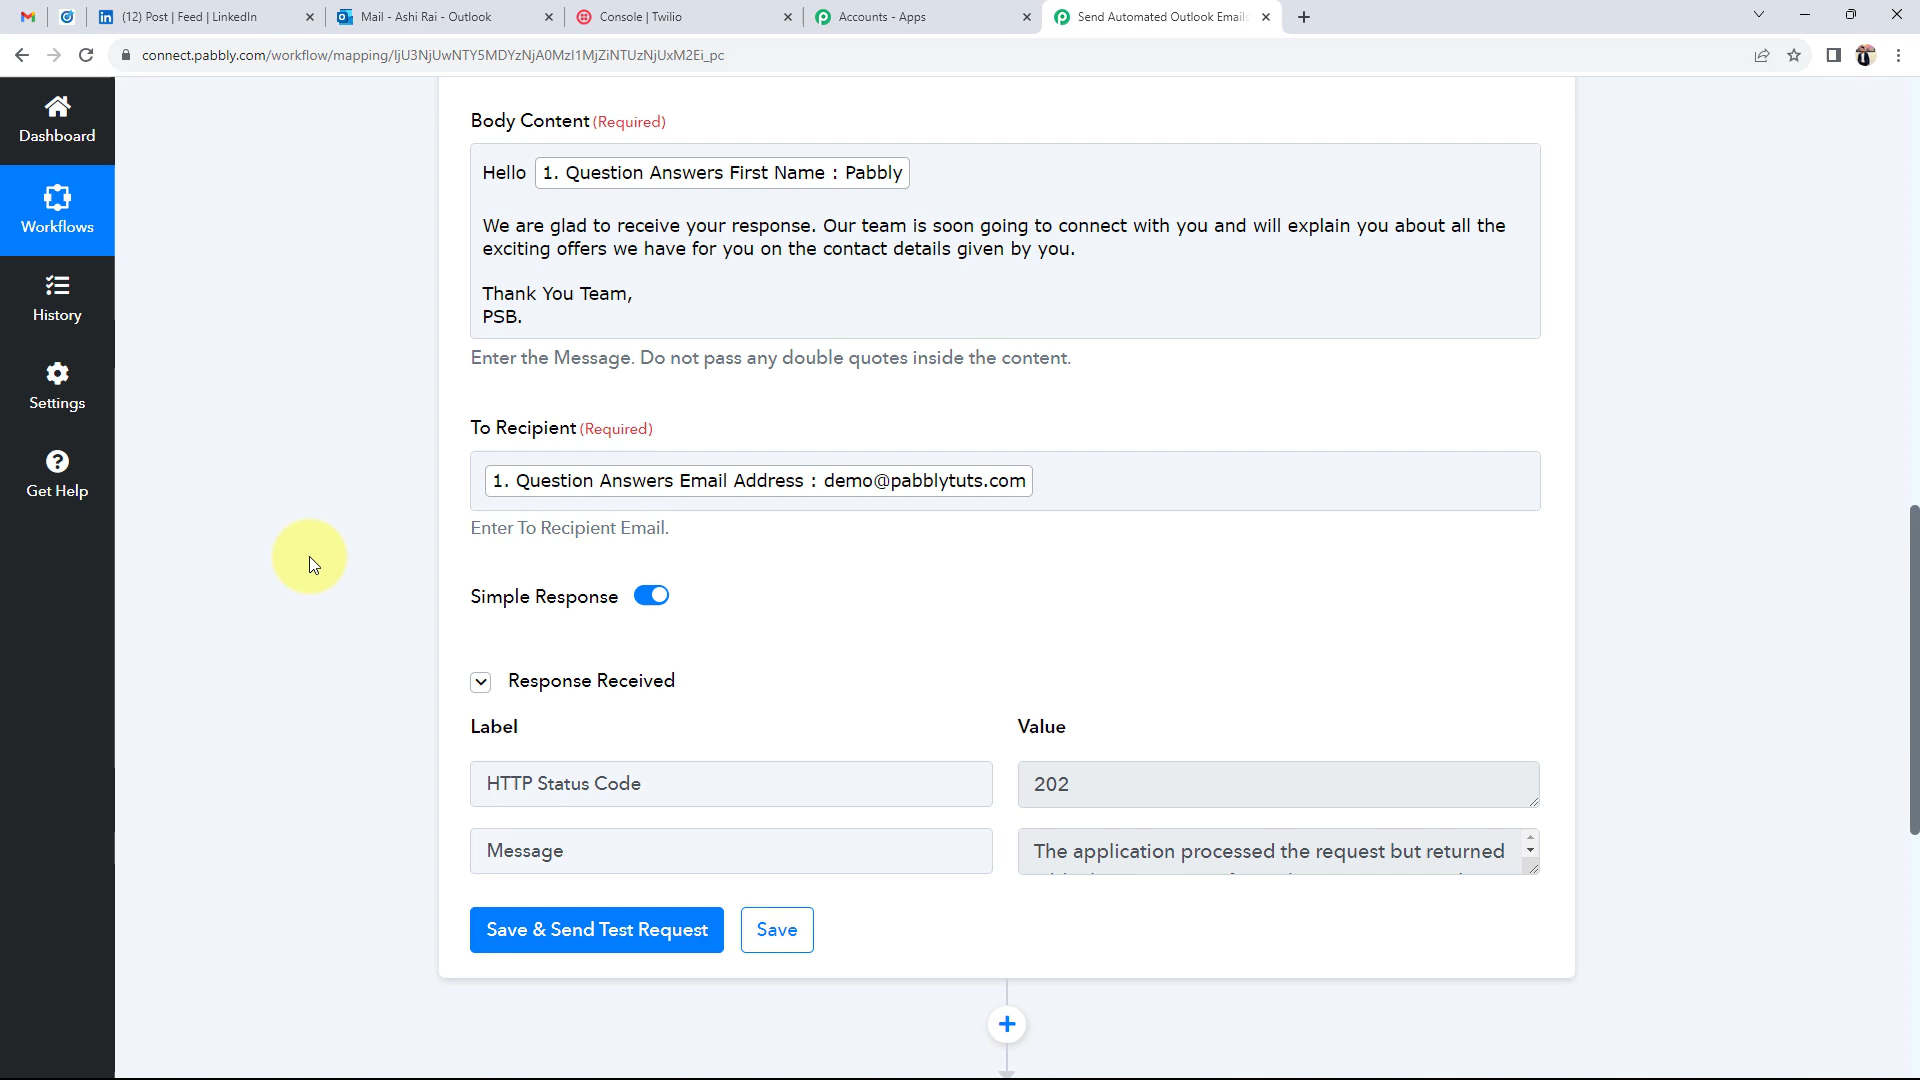 (12) Post | Feed | LinkedIn
Mail - Ashi Rai - Outlook
Console | Twilio
Accounts - Apps
Send Automated Outlook Emails
connect.pabbly.com/workflow/mapping/IjU3NjUwNTY5MDYzNjA0MzI1MjZiNTUzNjUxM2Ei_pc
Dashboard
Workflows
History
Settings
Get Help
Body Content (Required)
Hello 1. Question Answers First Name : Pabbly
We are glad to receive your response. Our team is soon going to connect with you and will explain you about all the
exciting offers we have for you on the contact details given by you.
Thank You Team,
PSB.
Enter the Message. Do not pass any double quotes inside the content.
To Recipient (Required)
1. Question Answers Email Address : demo@pabblytuts.com
Enter To Recipient Email.
Simple Response
Response Received
Label Value
HTTP Status Code 202
Message The application processed the request but returned
Save & Send Test Request Save